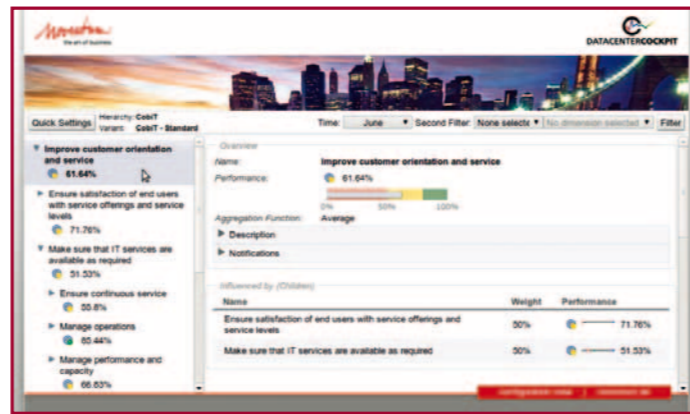 Momentum
the art of business
DATACENTERCOCKPIT
Quick Settings
Hierarchy: CobiT
Variant: CobiT - Standard
Time: June Second Filter: None selecte No dimension selected Filter
Improve customer orientation
and service
61.64%
Ensure satisfaction of end users
with service offerings and service
levels
71.76%
Make sure that IT services are
available as required
51.53%
Ensure continuous service
55.6%
Manage operations
Manage performance and
capacity
66.63%
Overview
Name: Improve customer orientation and service
Performance: 61.64%
0% 50% 100%
Aggregation Function: Average
Description
Notifications
Influenced by (Children)
Name Weight Performance
Ensure satisfaction of end users with service offerings and
service levels
50% 71.76%
Make sure that IT services are available as required 50% 51.53%